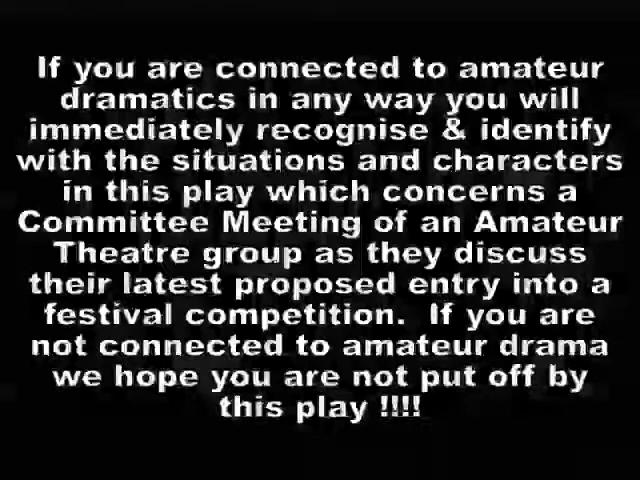 If you are connected to amateur
dramatics in any way you will
immediately recognise & identify
with the situations and characters
in this play which concerns a
Committee Meeting of an Amateur
Theatre group as they discuss
their latest proposed entry into a
festival competition.  If you are
not connected to amateur drama
we hope you are not put off by
this play !!!!